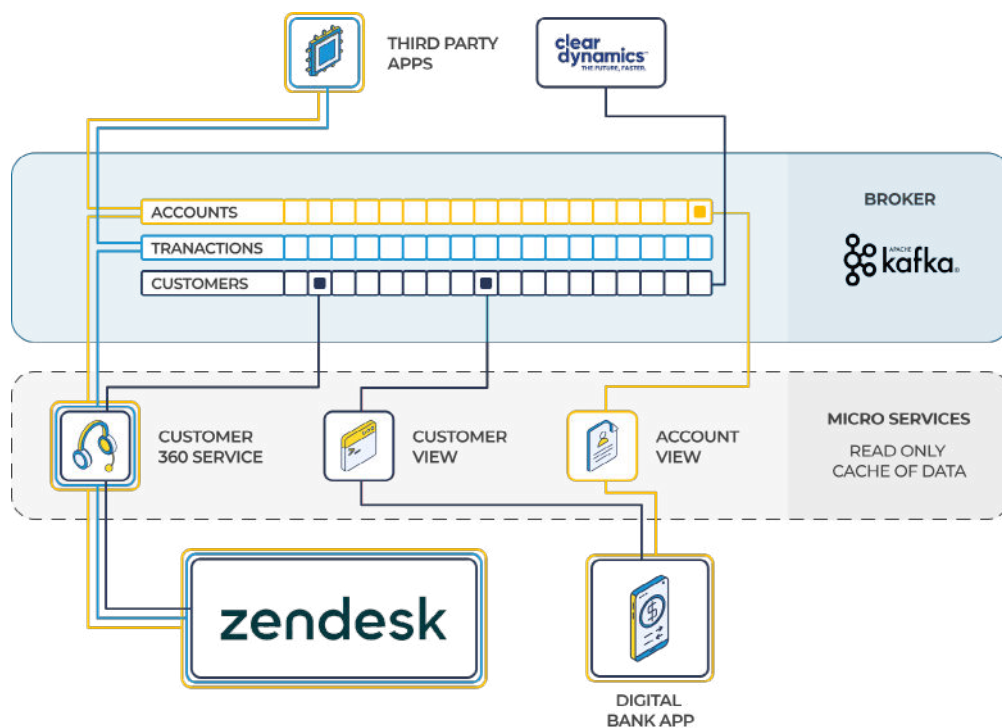 THIRD PARTY
APPS
clear
dynamics™
THE FUTURE, FASTER.
BROKER
APACHE
kafka®
ACCOUNTS
TRANACTIONS
CUSTOMERS
CUSTOMER
360 SERVICE
CUSTOMER
VIEW
ACCOUNT
VIEW
MICRO SERVICES
READ ONLY
CACHE OF DATA
zendesk
DIGITAL
BANK APP